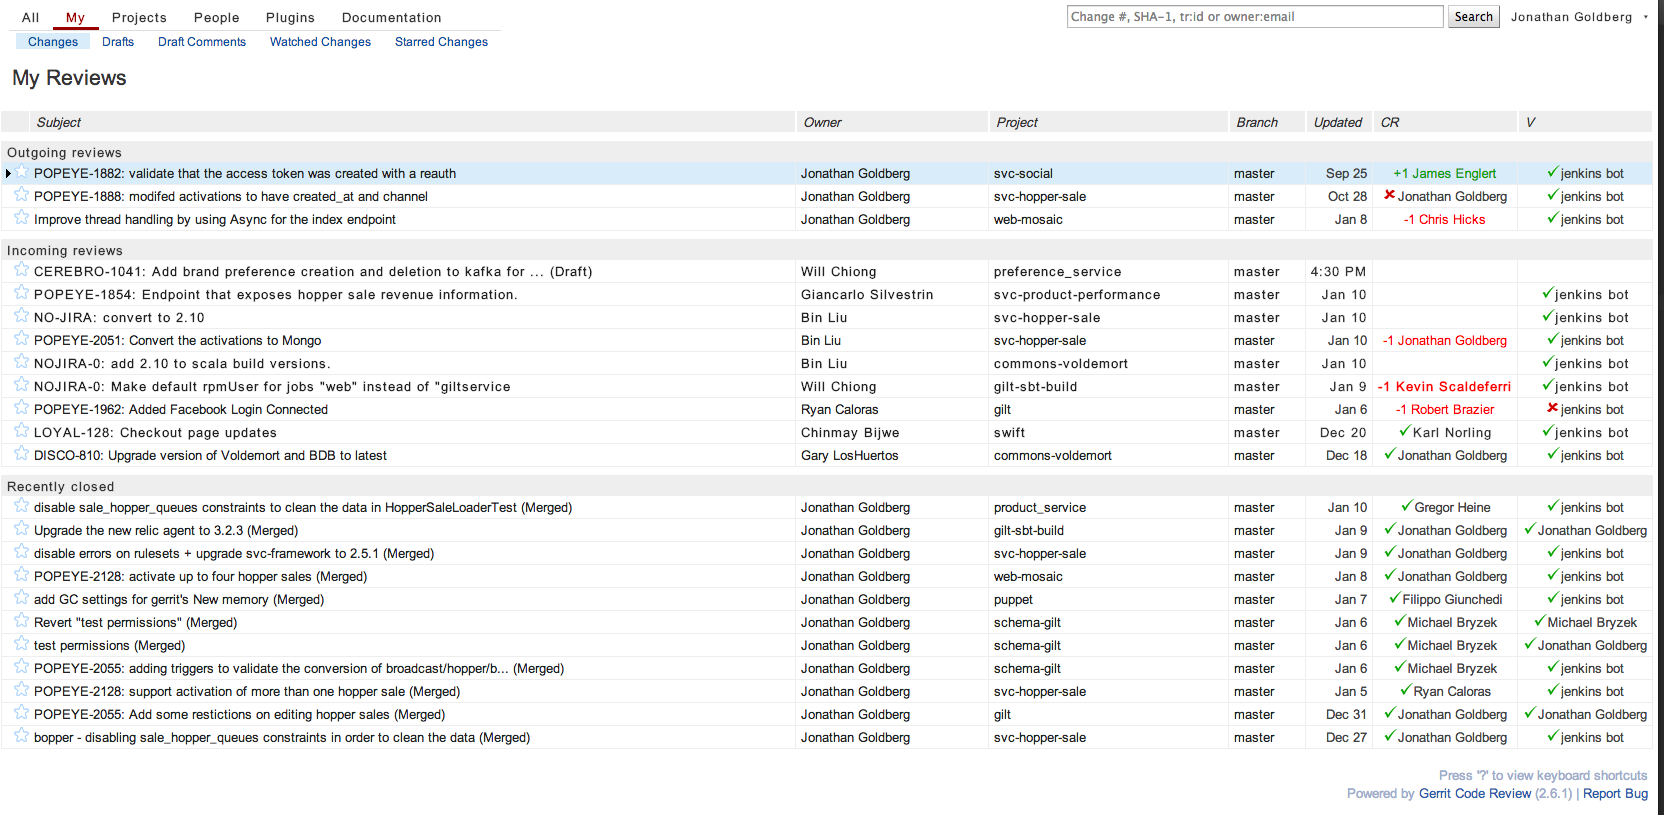 All My Projects People Plugins Documentation Change #, SHA-1, tr:id or owner:email Search Jonathan Goldberg
Changes Drafts Draft Comments Watched Changes Starred Changes
My Reviews
Subject Owner Project Branch Updated CR V
Outgoing reviews
POPEYE-1882: validate that the access token was created with a reauth Jonathan Goldberg svc-social master Sep 25 +1 James Englert ✓ jenkins bot
POPEYE-1888: modifed activations to have created_at and channel Jonathan Goldberg svc-hopper-sale master Oct 28 ✗ Jonathan Goldberg ✓ jenkins bot
Improve thread handling by using Async for the index endpoint Jonathan Goldberg web-mosaic master Jan 8 -1 Chris Hicks ✓ jenkins bot
Incoming reviews
CEREBRO-1041: Add brand preference creation and deletion to kafka for ... (Draft) Will Chiong preference_service master 4:30 PM
POPEYE-1854: Endpoint that exposes hopper sale revenue information. Giancarlo Silvestrin svc-product-performance master Jan 10 ✓ jenkins bot
NO-JIRA: convert to 2.10 Bin Liu svc-hopper-sale master Jan 10 ✓ jenkins bot
POPEYE-2051: Convert the activations to Mongo Bin Liu svc-hopper-sale master Jan 10 -1 Jonathan Goldberg ✓ jenkins bot
NOJIRA-0: add 2.10 to scala build versions. Bin Liu commons-voldemort master Jan 10 ✓ jenkins bot
NOJIRA-0: Make default rpmUser for jobs "web" instead of "giltservice Will Chiong gilt-sbt-build master Jan 9 -1 Kevin Scaldeferri ✓ jenkins bot
POPEYE-1962: Added Facebook Login Connected Ryan Caloras gilt master Jan 6 -1 Robert Brazier ✗ jenkins bot
LOYAL-128: Checkout page updates Chinmay Bijwe swift master Dec 20 ✓ Karl Norling ✓ jenkins bot
DISCO-810: Upgrade version of Voldemort and BDB to latest Gary LosHuertos commons-voldemort master Dec 18 ✓ Jonathan Goldberg ✓ jenkins bot
Recently closed
disable sale_hopper_queues constraints to clean the data in HopperSaleLoaderTest (Merged) Jonathan Goldberg product_service master Jan 10 ✓ Gregor Heine ✓ jenkins bot
Upgrade the new relic agent to 3.2.3 (Merged) Jonathan Goldberg gilt-sbt-build master Jan 9 ✓ Jonathan Goldberg ✓ Jonathan Goldberg
disable errors on rulesets + upgrade svc-framework to 2.5.1 (Merged) Jonathan Goldberg svc-hopper-sale master Jan 9 ✓ Jonathan Goldberg ✓ jenkins bot
POPEYE-2128: activate up to four hopper sales (Merged) Jonathan Goldberg web-mosaic master Jan 8 ✓ Jonathan Goldberg ✓ jenkins bot
add GC settings for gerrit's New memory (Merged) Jonathan Goldberg puppet master Jan 7 ✓ Filippo Giunchedi ✓ jenkins bot
Revert "test permissions" (Merged) Jonathan Goldberg schema-gilt master Jan 6 ✓ Michael Bryzek ✓ Michael Bryzek
test permissions (Merged) Jonathan Goldberg schema-gilt master Jan 6 ✓ Michael Bryzek ✓ Jonathan Goldberg
POPEYE-2055: adding triggers to validate the conversion of broadcast/hopper/b... (Merged) Jonathan Goldberg schema-gilt master Jan 6 ✓ Michael Bryzek ✓ jenkins bot
POPEYE-2128: support activation of more than one hopper sale (Merged) Jonathan Goldberg svc-hopper-sale master Jan 5 ✓ Ryan Caloras ✓ jenkins bot
POPEYE-2055: Add some restictions on editing hopper sales (Merged) Jonathan Goldberg gilt master Dec 31 ✓ Jonathan Goldberg ✓ Jonathan Goldberg
bopper - disabling sale_hopper_queues constraints in order to clean the data (Merged) Jonathan Goldberg svc-hopper-sale master Dec 27 ✓ Jonathan Goldberg ✓ jenkins bot
Press '?' to view keyboard shortcuts
Powered by Gerrit Code Review (2.6.1) | Report Bug